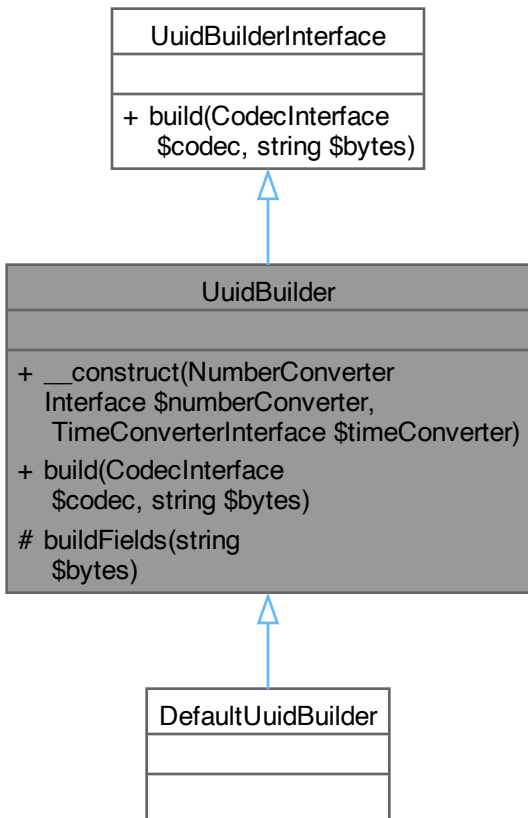 UuidBuilderInterface
+ build(CodecInterface
$codec, string $bytes)
UuidBuilder
+ __construct(NumberConverter
Interface $numberConverter,
TimeConverterInterface $timeConverter)
+ build(CodecInterface
$codec, string $bytes)
# buildFields(string
$bytes)
DefaultUuidBuilder